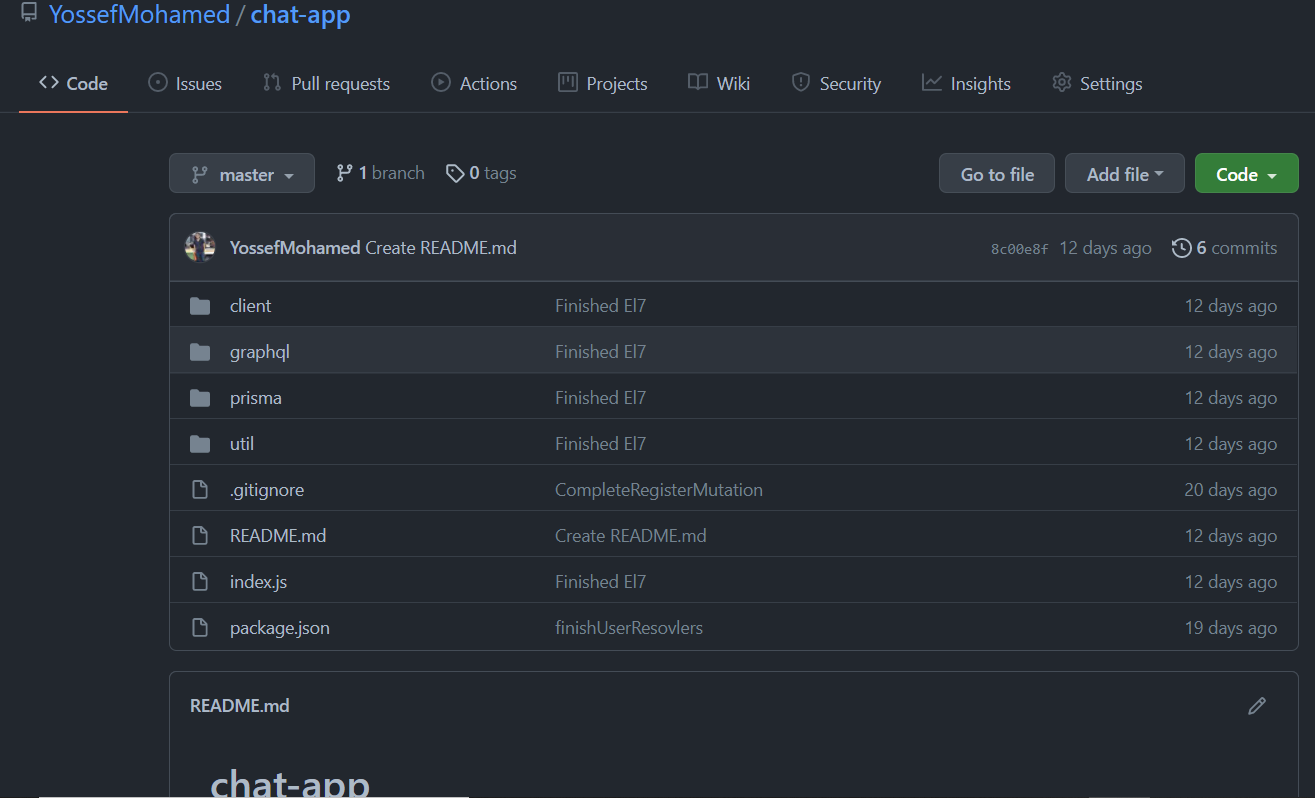 YossefMohamed / chat-app
Code Issues Pull requests Actions Projects Wiki Security Insights Settings
master 1 branch 0 tags Go to file Add file Code
YossefMohamed Create README.md 8c00e8f 12 days ago 6 commits
client Finished El7 12 days ago
graphql Finished El7 12 days ago
prisma Finished El7 12 days ago
util Finished El7 12 days ago
.gitignore CompleteRegisterMutation 20 days ago
README.md Create README.md 12 days ago
index.js Finished El7 12 days ago
package.json finishUserResovlers 19 days ago
README.md
chat-app